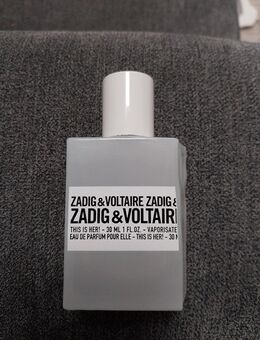 ZADIG&VOLTAIRE ZADIG &
ZADIG&VOLTAIRE
THIS IS HER! - 30 ML 1 FL.OZ. - VAPORISATE
EAU DE PARFUM POUR ELLE - THIS IS HER! - 30 M